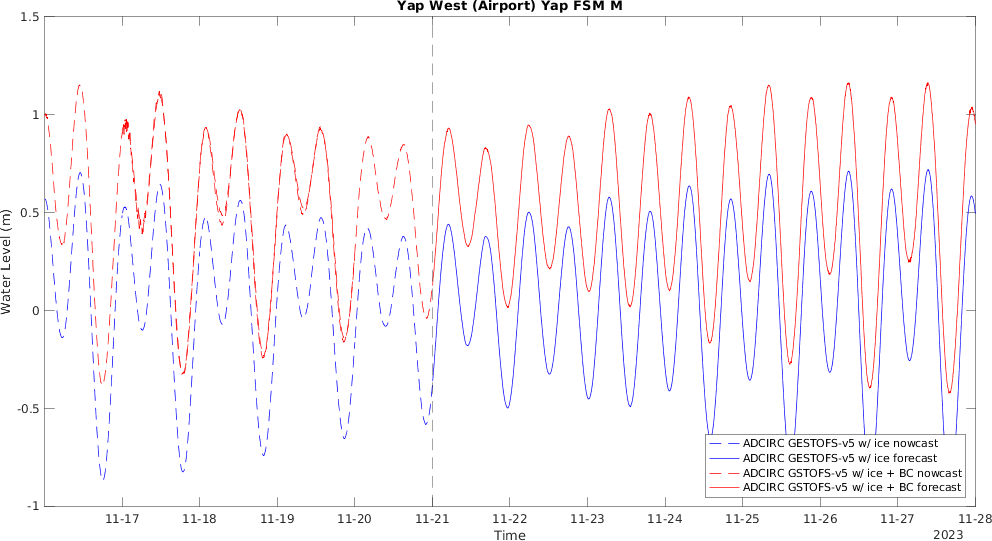 Yap West (Airport) Yap FSM M
1.5
1
0.5
0
-0.5
-1
Water Level (m)
ADCIRC GESTOFS-v5 w/ ice nowcast
ADCIRC GESTOFS-v5 w/ ice forecast
ADCIRC GSTOFS-v5 w/ ice + BC nowcast
ADCIRC GSTOFS-v5 w/ ice + BC forecast
11-17 11-18 11-19 11-20 11-21 11-22 11-23 11-24 11-25 11-26 11-27 11-28
Time
2023